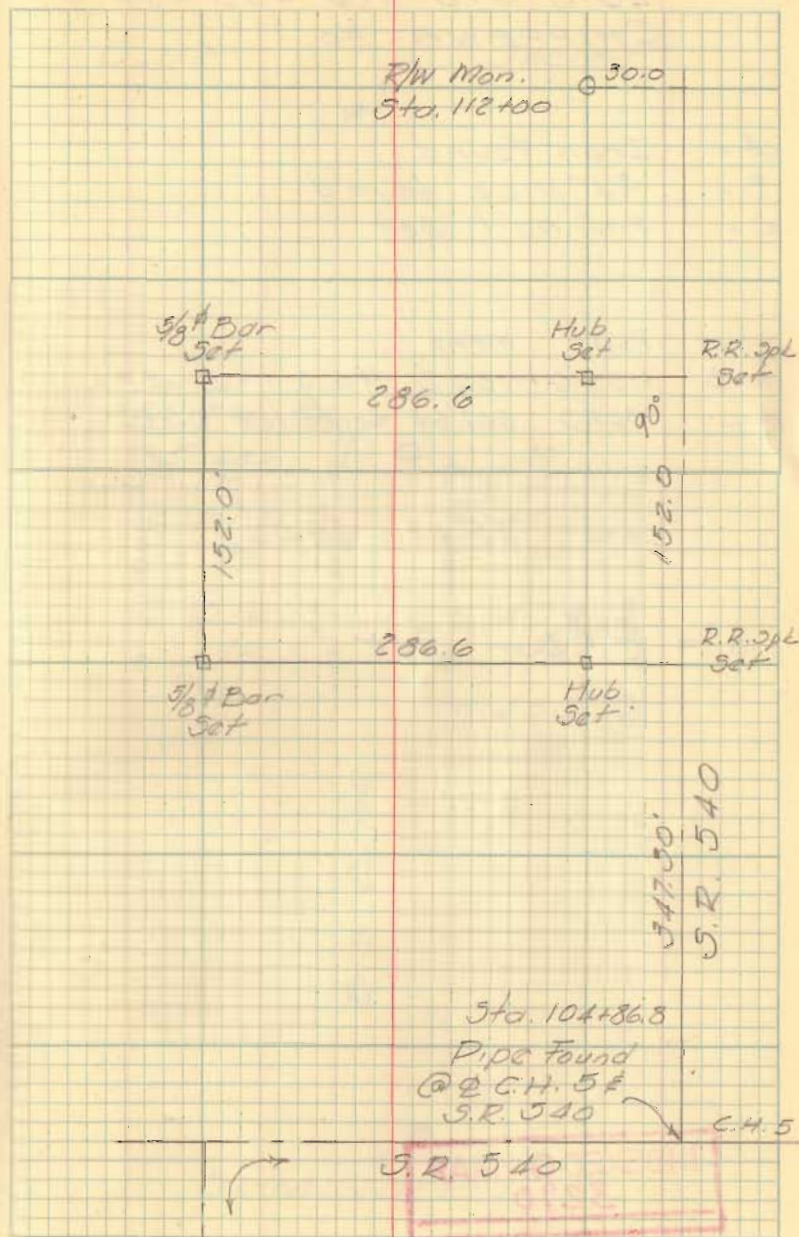 R/W Mon.
Sta. 112+00
30.0
5/8"ϕ Bar
Set
Hub
Set
R.R. Spk
Set
286.6
90°
152.0'
152.0
286.6
R.R. Spk
Set
5/8"ϕ Bar
Set
Hub
Set
347.30'
S.R. 540
Sta. 104+86.8
Pipe Found
@ ℄ C.H. 5 &
S.R. 540
C.H. 5
S.R. 540